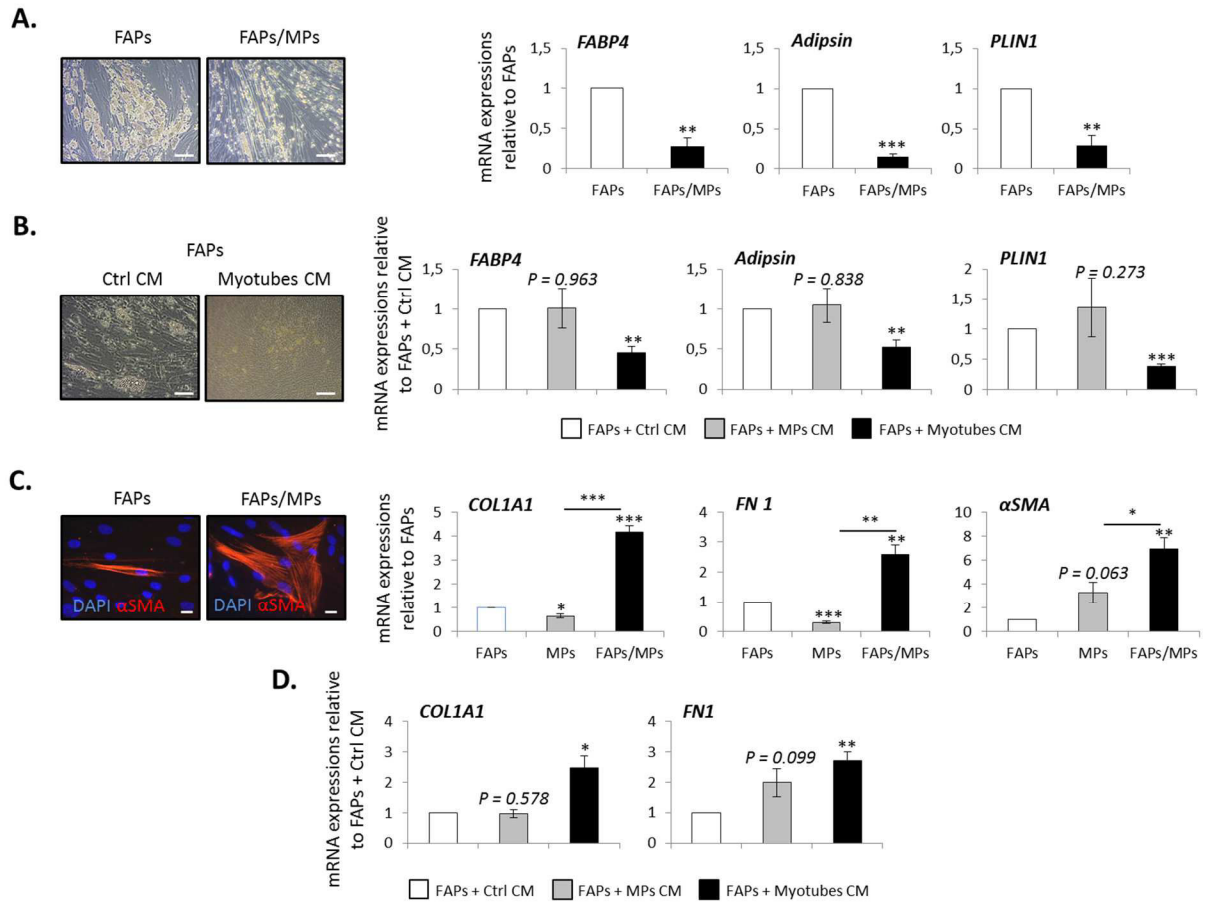 A.
FAPs
FAPs/MPs
mRNA expressions
relative to FAPs
FABP4
1,5
1
0,5
0
**
FAPs
FAPs/MPs
Adipsin
1,5
1
0,5
0
***
FAPs
FAPs/MPs
PLIN1
1,5
1
0,5
0
**
FAPs
FAPs/MPs
B.
FAPs
Ctrl CM
Myotubes CM
mRNA expressions relative
to FAPs + Ctrl CM
FABP4
1,5
1
0,5
0
P = 0.963
**
Adipsin
1,5
1
0,5
0
P = 0.838
**
PLIN1
2
1,5
1
0,5
0
P = 0.273
***
FAPs + Ctrl CM
FAPs + MPs CM
FAPs + Myotubes CM
C.
FAPs
FAPs/MPs
DAPI αSMA
DAPI αSMA
mRNA expressions
relative to FAPs
COL1A1
5
4
3
2
1
0
***
***
*
FAPs
MPs
FAPs/MPs
FN 1
4
3
2
1
0
**
**
***
FAPs
MPs
FAPs/MPs
αSMA
10
8
6
4
2
0
*
**
P = 0.063
FAPs
MPs
FAPs/MPs
D.
mRNA expressions relative
to FAPs + Ctrl CM
COL1A1
4
3
2
1
0
P = 0.578
*
FN1
4
3
2
1
0
P = 0.099
**
FAPs + Ctrl CM
FAPs + MPs CM
FAPs + Myotubes CM